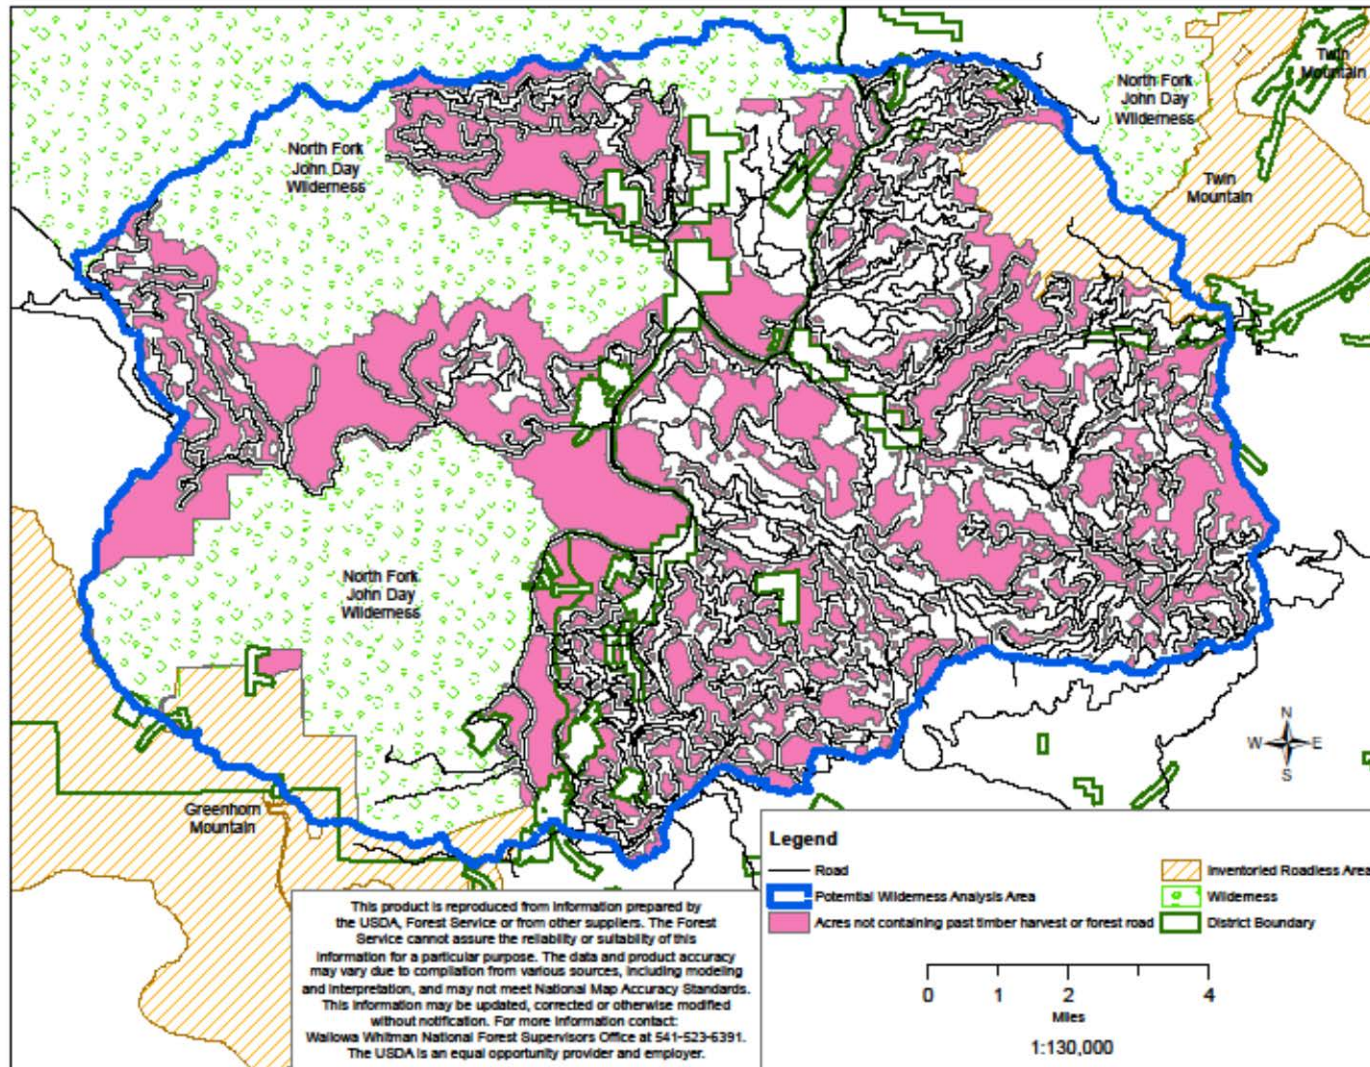 Twin
Mountain
North Fork
John Day
Wilderness
North Fork
John Day
Wilderness
Twin
Mountain
North Fork
John Day
Wilderness
Greenhorn
Mountain
N
W
E
S
Legend
Road
Potential Wilderness Analysis Area
Acres not containing past timber harvest or forest road
Inventoried Roadless Area
Wilderness
District Boundary
0 1 2 4
Miles
1:130,000
This product is reproduced from information prepared by
the USDA, Forest Service or from other suppliers. The Forest
Service cannot assure the reliability or suitability of this
information for a particular purpose. The data and product accuracy
may vary due to compilation from various sources, including modeling
and interpretation, and may not meet National Map Accuracy Standards.
This information may be updated, corrected or otherwise modified
without notification. For more information contact:
Wallowa Whitman National Forest Supervisors Office at 541-523-6391.
The USDA is an equal opportunity provider and employer.